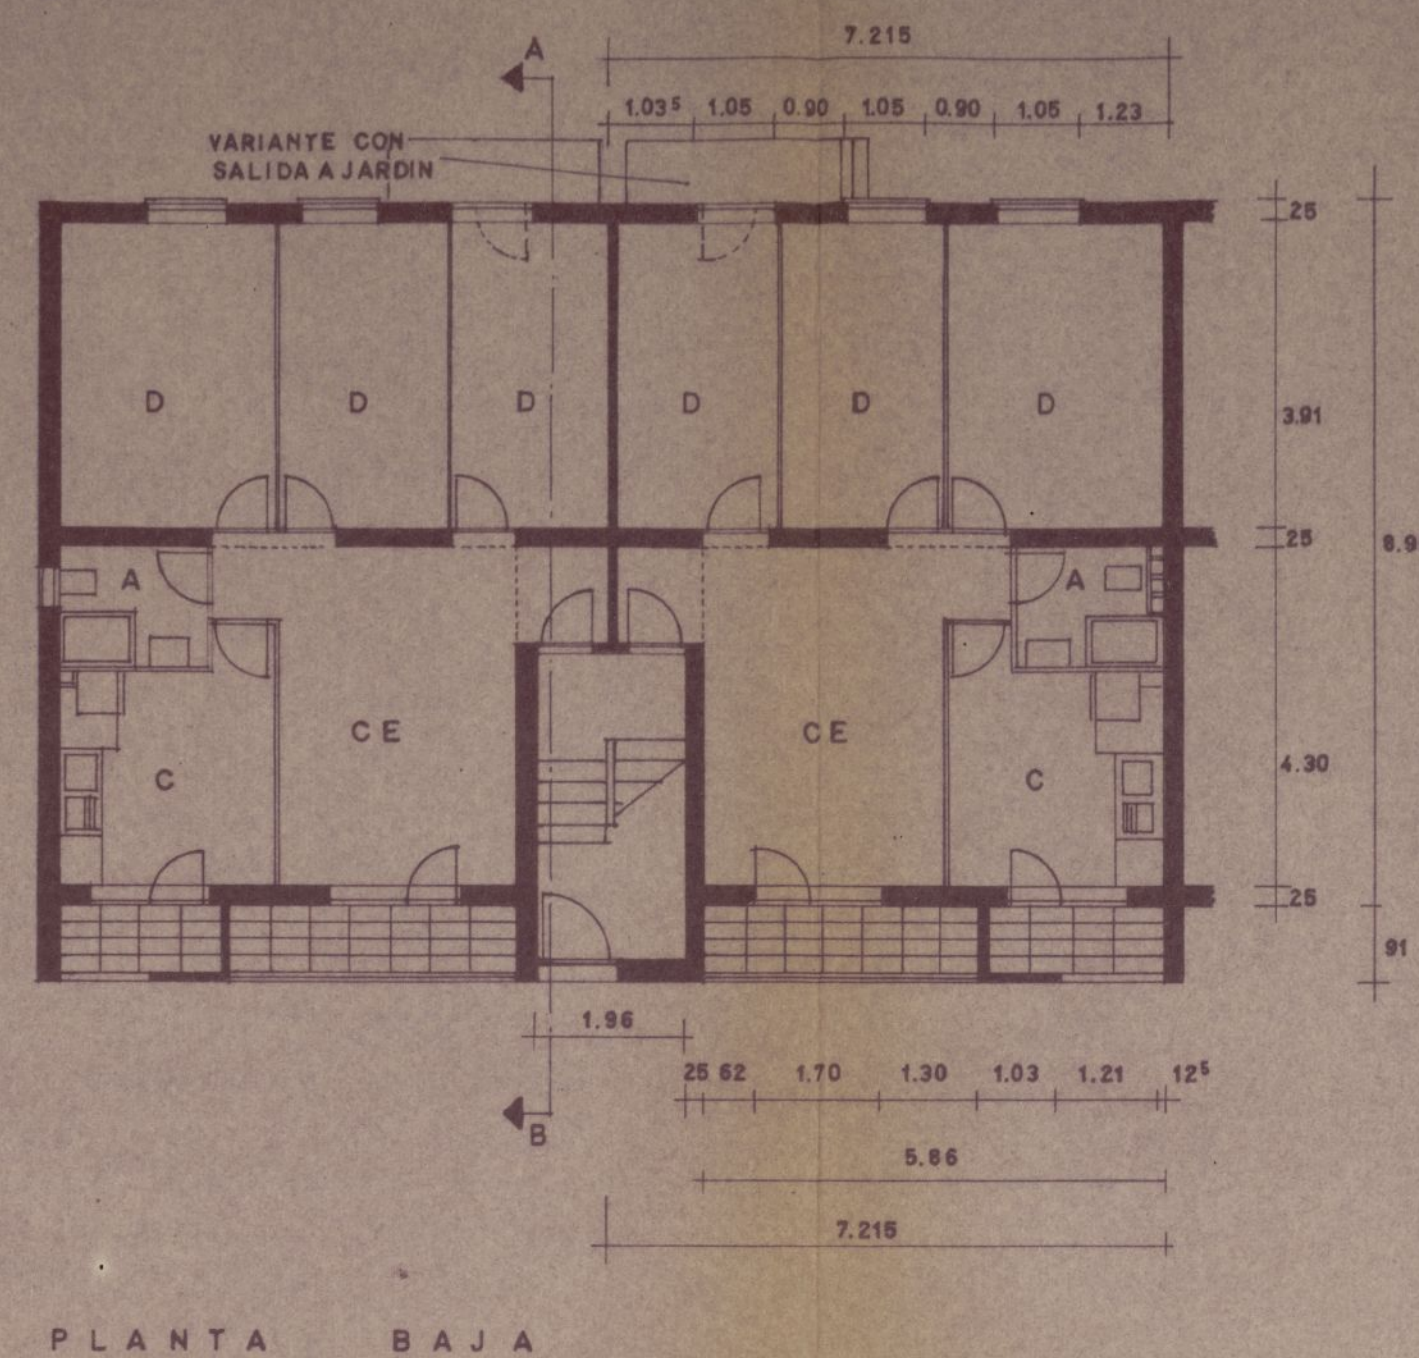 A
7.215
1.03⁵ 1.05 0.90 1.05 0.90 1.05 1.23
VARIANTE CON
SALIDA A JARDIN
25
D D D D D D
3.91
25
8.9
A A
CE CE
C C
4.30
25
91
1.96
25 62 1.70 1.30 1.03 1.21 12⁵
B
5.86
7.215
PLANTA BAJA